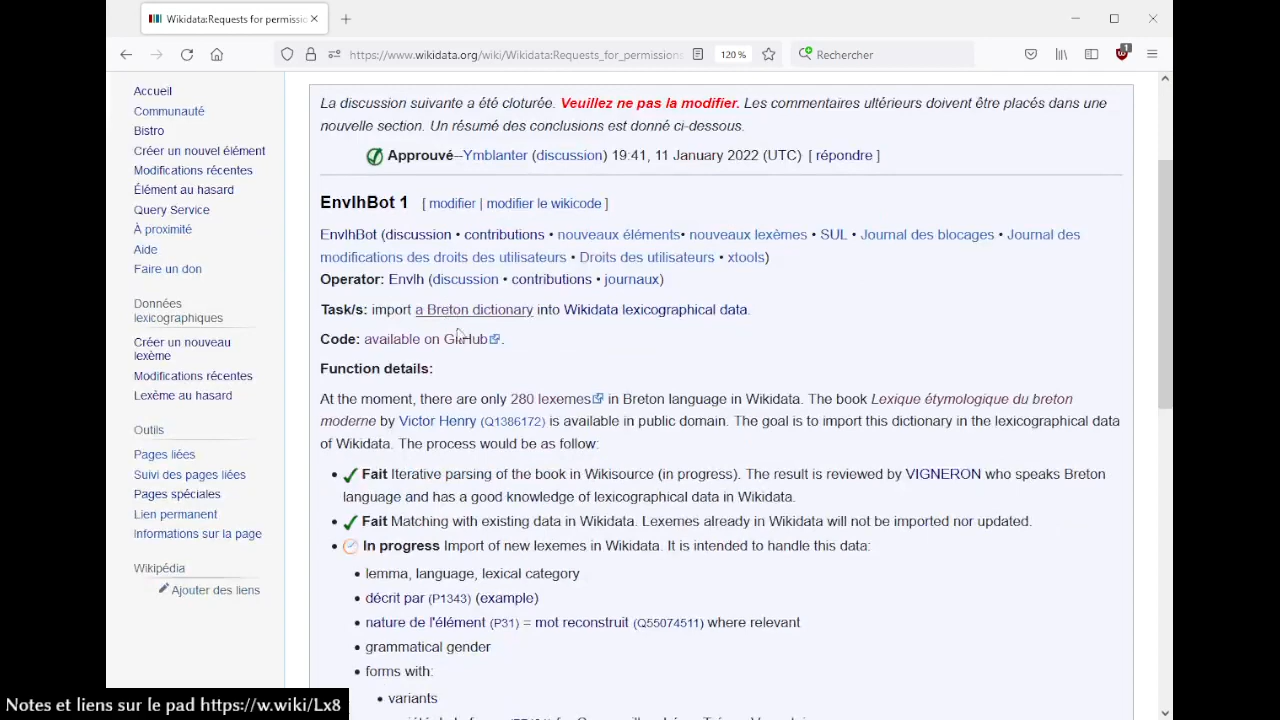 Wikidata:Requests for permissio
https://www.wikidata.org/wiki/Wikidata:Requests_for_permissions
120 %
Rechercher
1
Accueil
Communauté
Bistro
Créer un nouvel élément
Modifications récentes
Élément au hasard
Query Service
À proximité
Aide
Faire un don
Données
lexicographiques
Créer un nouveau
lexème
Modifications récentes
Lexème au hasard
Outils
Pages liées
Suivi des pages liées
Pages spéciales
Lien permanent
Informations sur la page
Wikipédia
Ajouter des liens
La discussion suivante a été cloturée. Veuillez ne pas la modifier. Les commentaires ultérieurs doivent être placés dans une
nouvelle section. Un résumé des conclusions est donné ci-dessous.
Approuvé--Ymblanter (discussion) 19:41, 11 January 2022 (UTC) [ répondre ]
EnvlhBot 1 [ modifier | modifier le wikicode ]
EnvlhBot (discussion • contributions • nouveaux éléments• nouveaux lexèmes • SUL • Journal des blocages • Journal des
modifications des droits des utilisateurs • Droits des utilisateurs • xtools)
Operator: Envlh (discussion • contributions • journaux)
Task/s: import a Breton dictionary into Wikidata lexicographical data.
Code: available on GitHub.
Function details:
At the moment, there are only 280 lexemes in Breton language in Wikidata. The book Lexique étymologique du breton
moderne by Victor Henry (Q1386172) is available in public domain. The goal is to import this dictionary in the lexicographical data
of Wikidata. The process would be as follow:
• Fait Iterative parsing of the book in Wikisource (in progress). The result is reviewed by VIGNERON who speaks Breton
language and has a good knowledge of lexicographical data in Wikidata.
• Fait Matching with existing data in Wikidata. Lexemes already in Wikidata will not be imported nor updated.
• In progress Import of new lexemes in Wikidata. It is intended to handle this data:
• lemma, language, lexical category
• décrit par (P1343) (example)
• nature de l'élément (P31) = mot reconstruit (Q55074511) where relevant
• grammatical gender
• forms with:
• variants
Notes et liens sur le pad https://w.wiki/Lx8